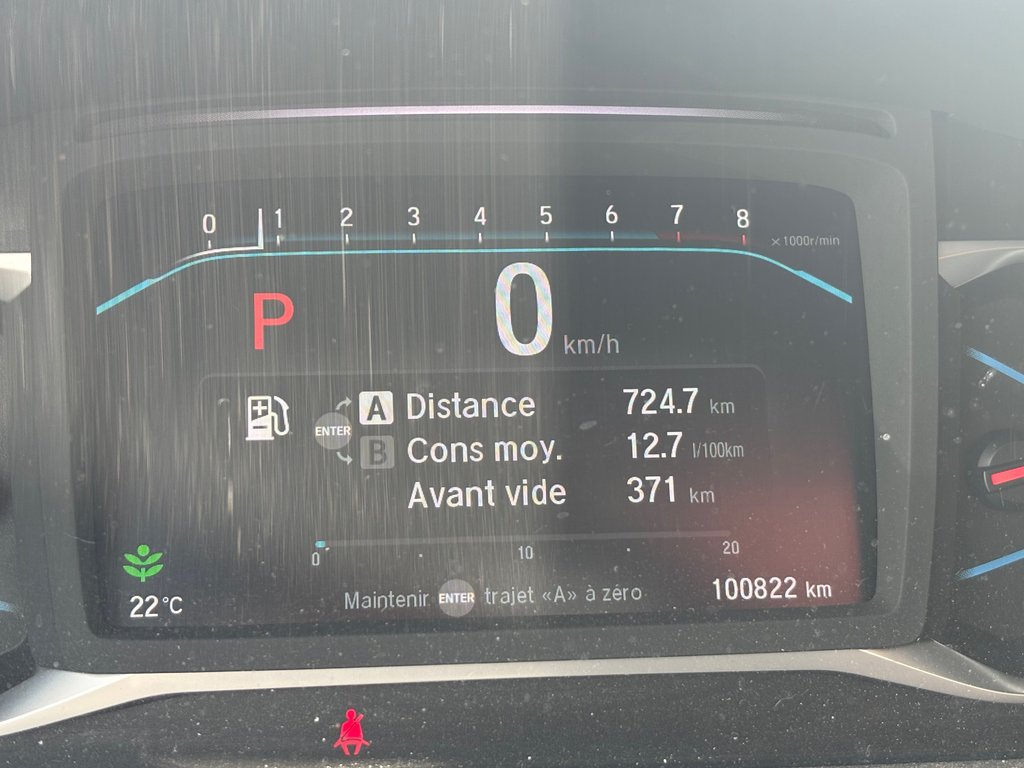 0 1 2 3 4 5 6 7 8 ×1000r/min
P 0 km/h
A Distance 724.7 km
ENTER
B Cons moy. 12.7 l/100km
Avant vide 371 km
0 10 20
22°C Maintenir ENTER trajet «A» à zéro 100822 km